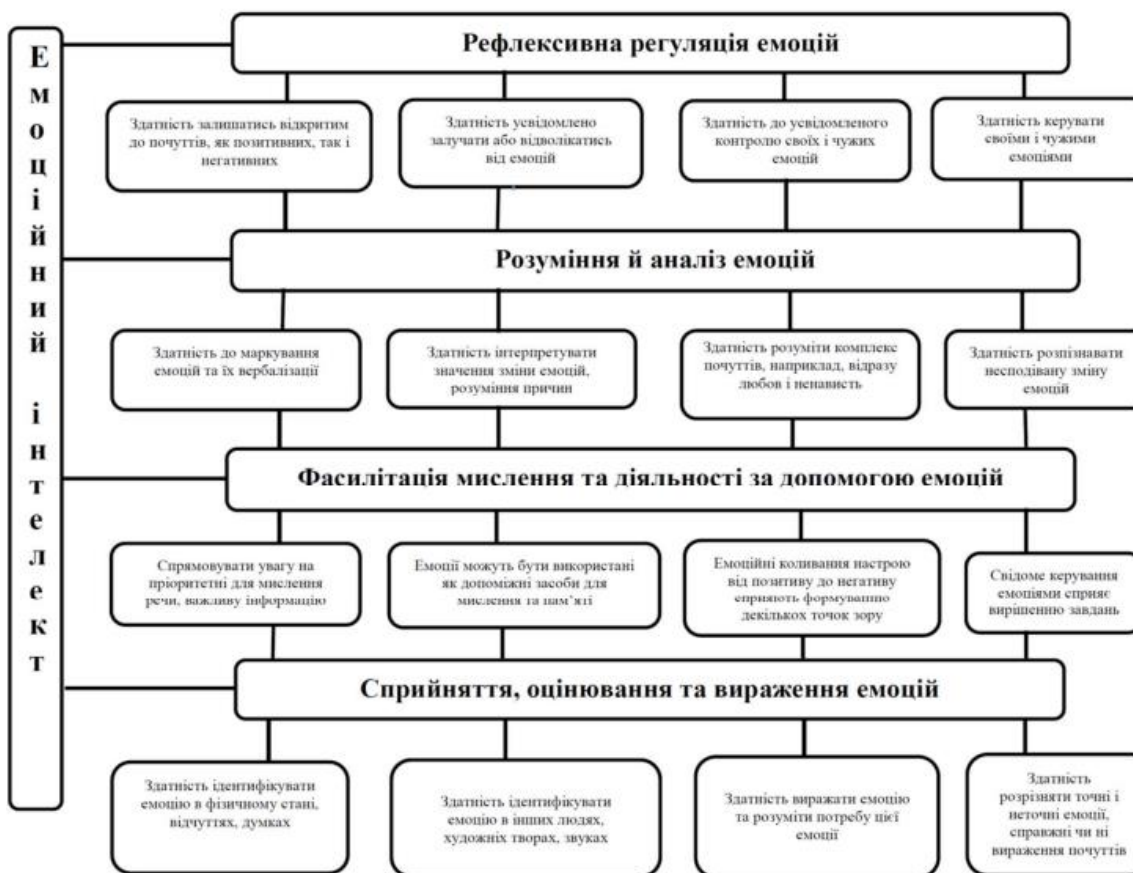 Емоційний інтелект
Рефлексивна регуляція емоцій
Здатність залишатись відкритим
до почуттів, як позитивних, так і
негативних
Здатність усвідомлено
залучати або відволікатись
від емоцій
Здатність до усвідомленого
контролю своїх і чужих
емоцій
Здатність керувати
своїми і чужими
емоціями
Розуміння й аналіз емоцій
Здатність до маркування
емоцій та їх вербалізації
Здатність інтерпретувати
значення зміни емоцій,
розуміння причин
Здатність розуміти комплекс
почуттів, наприклад, відразу
любов і ненависть
Здатність розпізнавати
несподівану зміну
емоцій
Фасилітація мислення та діяльності за допомогою емоцій
Спрямовувати увагу на
пріоритетні для мислення
речи, важливу інформацію
Емоції можуть бути використані
як допоміжні засоби для
мислення та пам'яті
Емоційні коливання настрою
від позитиву до негативу
сприяють формуванню
декількох точок зору
Свідоме керування
емоціями сприяє
вирішенню завдань
Сприйняття, оцінювання та вираження емоцій
Здатність ідентифікувати
емоцію в фізичному стані,
відчуттях, думках
Здатність ідентифікувати
емоцію в інших людях,
художніх творах, звуках
Здатність виражати емоцію
та розуміти потребу цієї
емоції
Здатність
розрізняти точні і
неточні емоції,
справжні чи ні
вираження почуттів